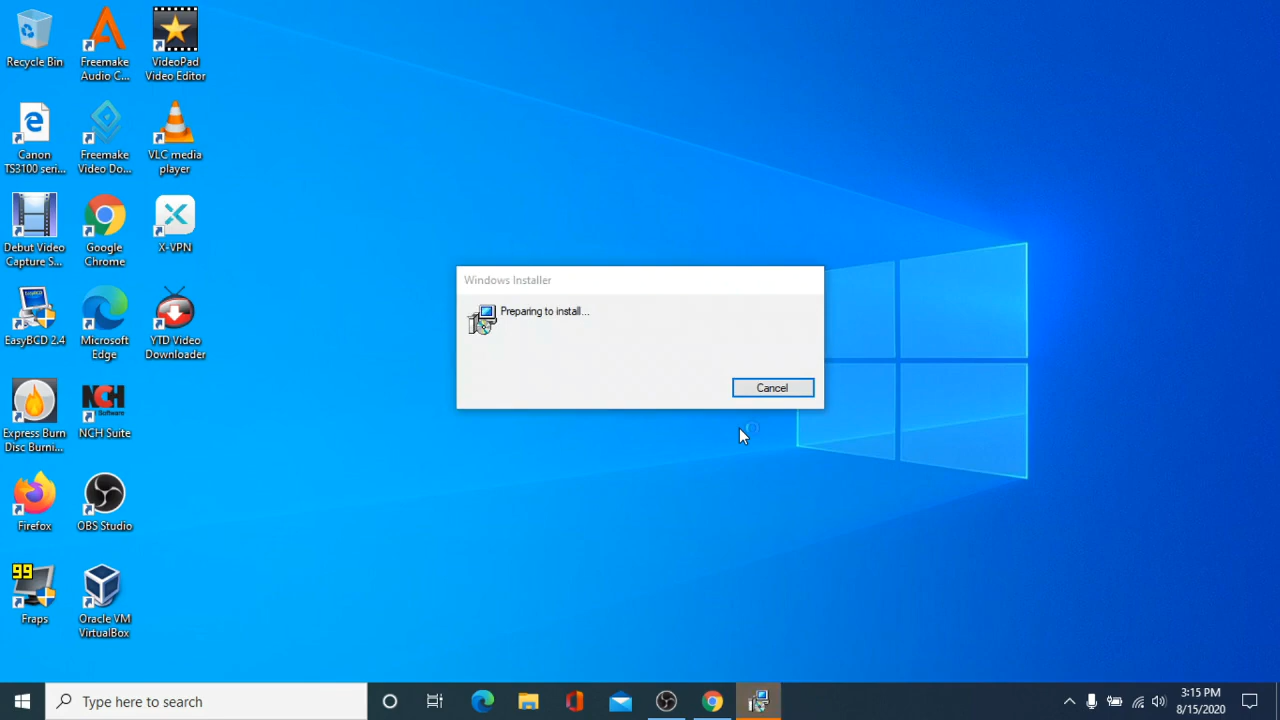 Recycle Bin
Freemake
Audio C...
VideoPad
Video Editor
Canon
TS3100 seri...
Freemake
Video Do...
VLC media
player
Debut Video
Capture S...
Google
Chrome
X-VPN
EasyBCD 2.4
Microsoft
Edge
YTD Video
Downloader
NCH
Software
Express Burn
Disc Burni...
NCH Suite
Firefox
OBS Studio
99
Fraps
Oracle VM
VirtualBox
Windows Installer
Preparing to install...
Cancel
Type here to search
3:15 PM
8/15/2020